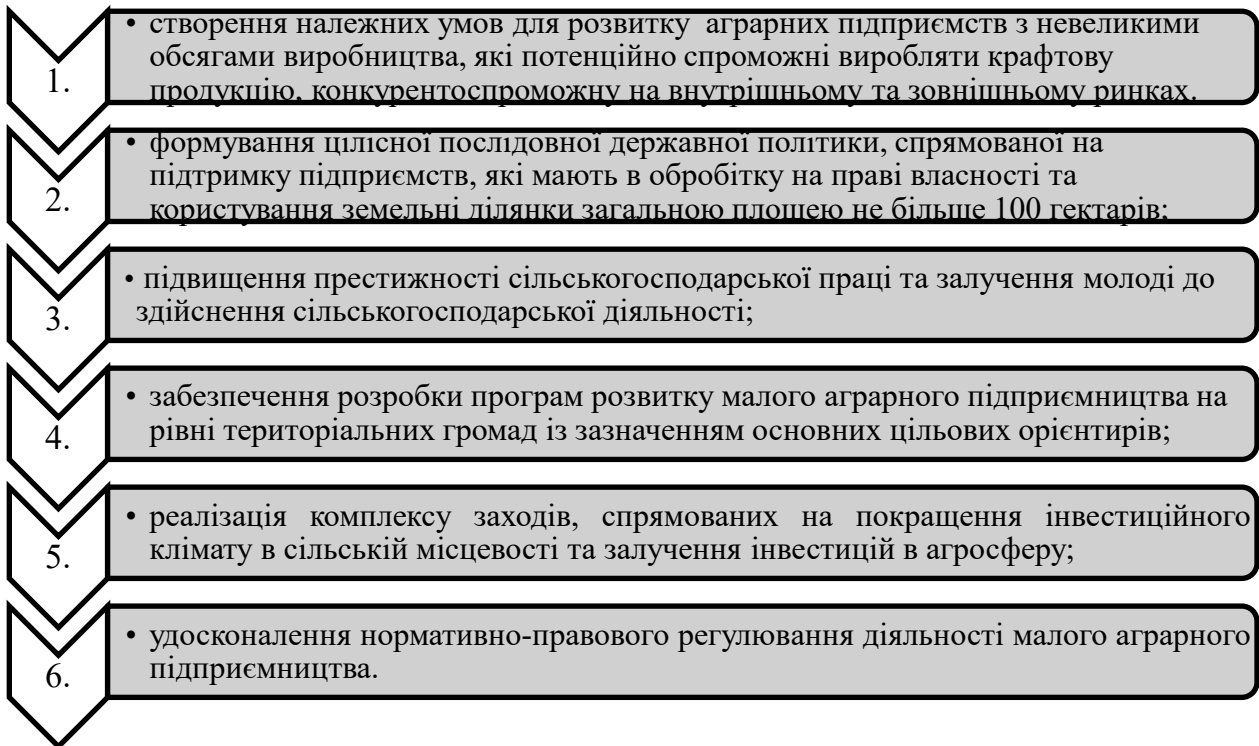 1.
• створення належних умов для розвитку аграрних підприємств з невеликими
обсягами виробництва, які потенційно спроможні виробляти крафтову
продукцію, конкурентоспроможну на внутрішньому та зовнішньому ринках.
2.
• формування цілісної послідовної державної політики, спрямованої на
підтримку підприємств, які мають в обробітку на праві власності та
користування земельні ділянки загальною площею не більше 100 гектарів;
3.
• підвищення престижності сільськогосподарської праці та залучення молоді до
здійснення сільськогосподарської діяльності;
4.
• забезпечення розробки програм розвитку малого аграрного підприємництва на
рівні територіальних громад із зазначенням основних цільових орієнтирів;
5.
• реалізація комплексу заходів, спрямованих на покращення інвестиційного
клімату в сільській місцевості та залучення інвестицій в агросферу;
6.
• удосконалення нормативно-правового регулювання діяльності малого аграрного
підприємництва.